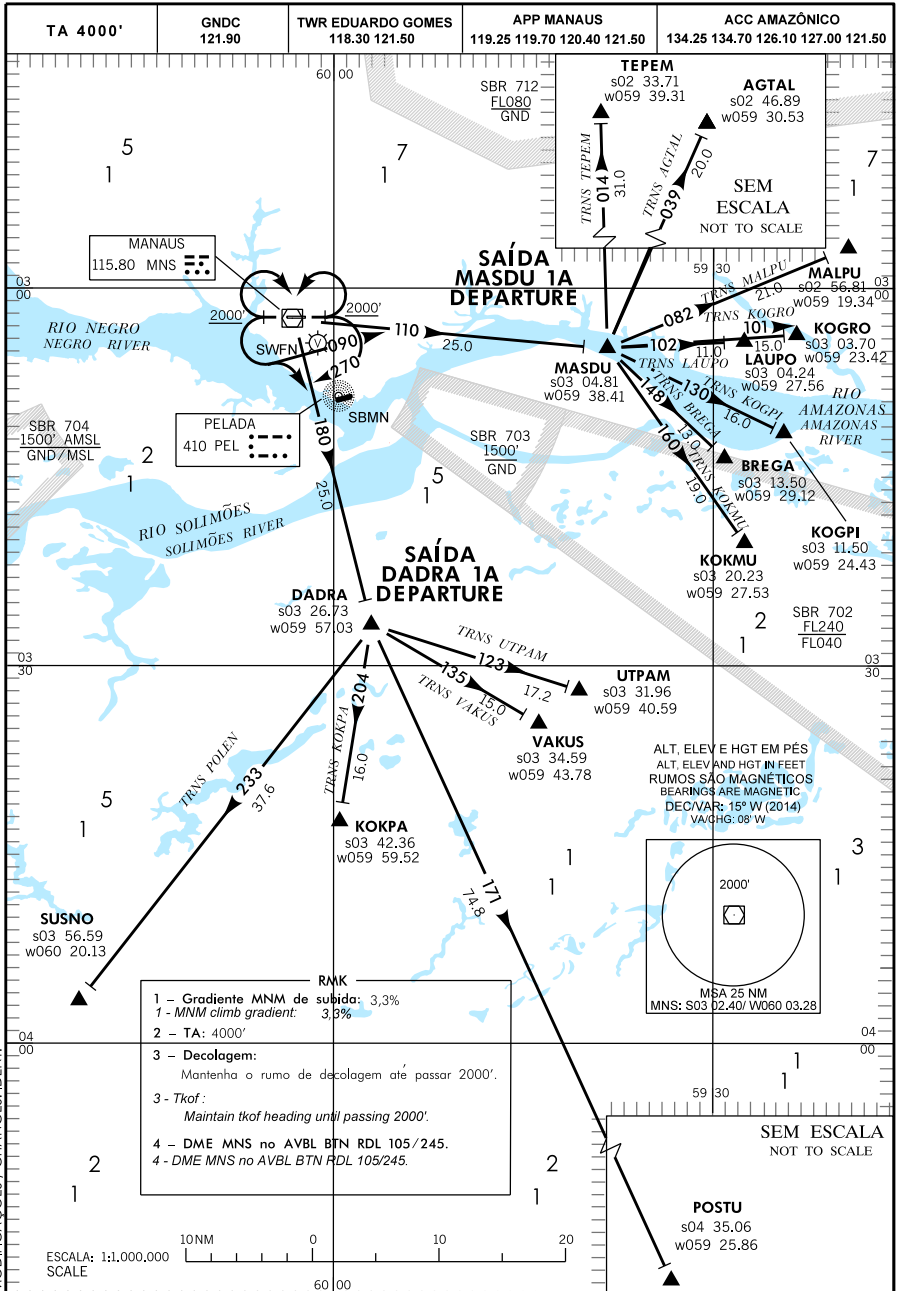 TA 4000'
GNDC
121.90
TWR EDUARDO GOMES
118.30 121.50
APP MANAUS
119.25 119.70 120.40 121.50
ACC AMAZÔNICO
134.25 134.70 126.10 127.00 121.50
60 00
SBR 712
FL080
GND
TEPEM
s02 33.71
w059 39.31
AGTAL
s02 46.89
w059 30.53
TRNS TEPEM
014
31.0
TRNS AGTAL
039
20.0
SEM
ESCALA
NOT TO SCALE
5
1
7
1
7
1
MANAUS
115.80 MNS
SAÍDA
MASDU 1A
DEPARTURE
59 30
03
00
03
00
2000'
2000'
RIO NEGRO
NEGRO RIVER
SWFN
V
090
270
110
25.0
MASDU
s03 04.81
w059 38.41
082
TRNS MALPU
21.0
MALPU
s02 56.81
w059 19.34
TRNS KOGRO
101
15.0
KOGRO
s03 03.70
w059 23.42
102
11.0
TRNS LAUPO
LAUPO
s03 04.24
w059 27.56
130
TRNS KOGPI
16.0
148
TRNS BREGA
13.0
160
TRNS KOKMU
19.0
RIO
AMAZONAS
AMAZONAS
RIVER
SBMN
PELADA
410 PEL
SBR 704
1500' AMSL
GND/MSL
2
1
180
25.0
SBR 703
1500'
GND
5
1
BREGA
s03 13.50
w059 29.12
KOGPI
s03 11.50
w059 24.43
KOKMU
s03 20.23
w059 27.53
RIO SOLIMÕES
SOLIMÕES RIVER
SAÍDA
DADRA 1A
DEPARTURE
DADRA
s03 26.73
w059 57.03
2
1
SBR 702
FL240
FL040
03
30
03
30
TRNS UTPAM
123
17.2
UTPAM
s03 31.96
w059 40.59
135
15.0
TRNS VAKUS
VAKUS
s03 34.59
w059 43.78
204
TRNS KOKPA
16.0
KOKPA
s03 42.36
w059 59.52
TRNS POLEN
233
37.6
5
1
ALT, ELEV E HGT EM PÉS
ALT, ELEV AND HGT IN FEET
RUMOS SÃO MAGNÉTICOS
BEARINGS ARE MAGNETIC
DEC/VAR: 15º W (2014)
VA/CHG: 08' W
1
1
3
1
171
74.8
2000'
MSA 25 NM
MNS: S03 02.40/ W060 03.28
SUSNO
s03 56.59
w060 20.13
RMK
1 – Gradiente MNM de subida: 3,3%
1 - MNM climb gradient: 3,3%
2 – TA: 4000'
3 – Decolagem:
Mantenha o rumo de decolagem até passar 2000'.
3 - Tkof :
Maintain tkof heading until passing 2000'.
4 – DME MNS no AVBL BTN RDL 105/245.
4 - DME MNS no AVBL BTN RDL 105/245.
04
00
04
00
1
1
59 30
2
1
2
1
SEM ESCALA
NOT TO SCALE
POSTU
s04 35.06
w059 25.86
ESCALA: 1:1.000.000
SCALE
10NM 0 10 20
60 00